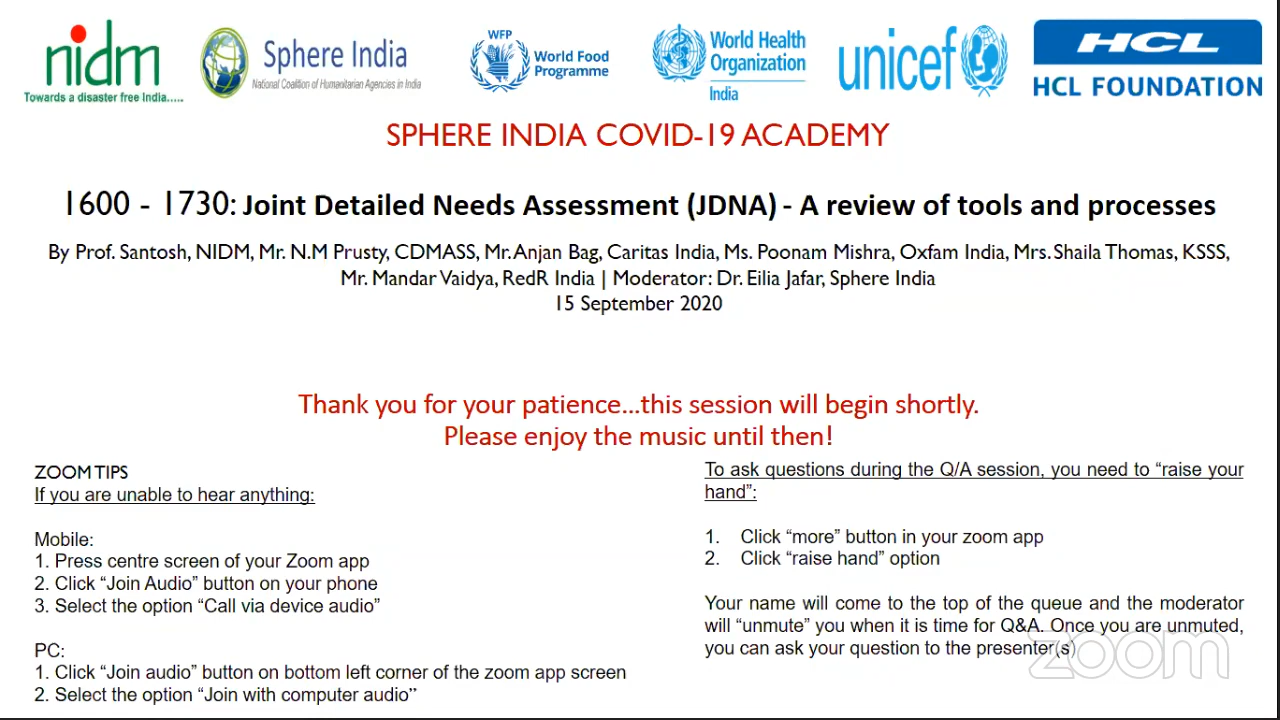 nidm
Towards a disaster free India.....
Sphere India
National Coalition of Humanitarian Agencies in India
WFP
World Food
Programme
World Health
Organization
India
unicef
HCL
HCL FOUNDATION
SPHERE INDIA COVID-19 ACADEMY
1600 - 1730: Joint Detailed Needs Assessment (JDNA) - A review of tools and processes
By Prof. Santosh, NIDM, Mr. N.M Prusty, CDMASS, Mr. Anjan Bag, Caritas India, Ms. Poonam Mishra, Oxfam India, Mrs. Shaila Thomas, KSSS,
Mr. Mandar Vaidya, RedR India | Moderator: Dr. Eilia Jafar, Sphere India
15 September 2020
Thank you for your patience...this session will begin shortly.
Please enjoy the music until then!
ZOOM TIPS
If you are unable to hear anything:
Mobile:
1. Press centre screen of your Zoom app
2. Click “Join Audio” button on your phone
3. Select the option “Call via device audio”
PC:
1. Click “Join audio” button on bottom left corner of the zoom app screen
2. Select the option “Join with computer audio”
To ask questions during the Q/A session, you need to “raise your
hand”:
1. Click “more” button in your zoom app
2. Click “raise hand” option
Your name will come to the top of the queue and the moderator
will “unmute” you when it is time for Q&A. Once you are unmuted,
you can ask your question to the presenter(s)
zoom